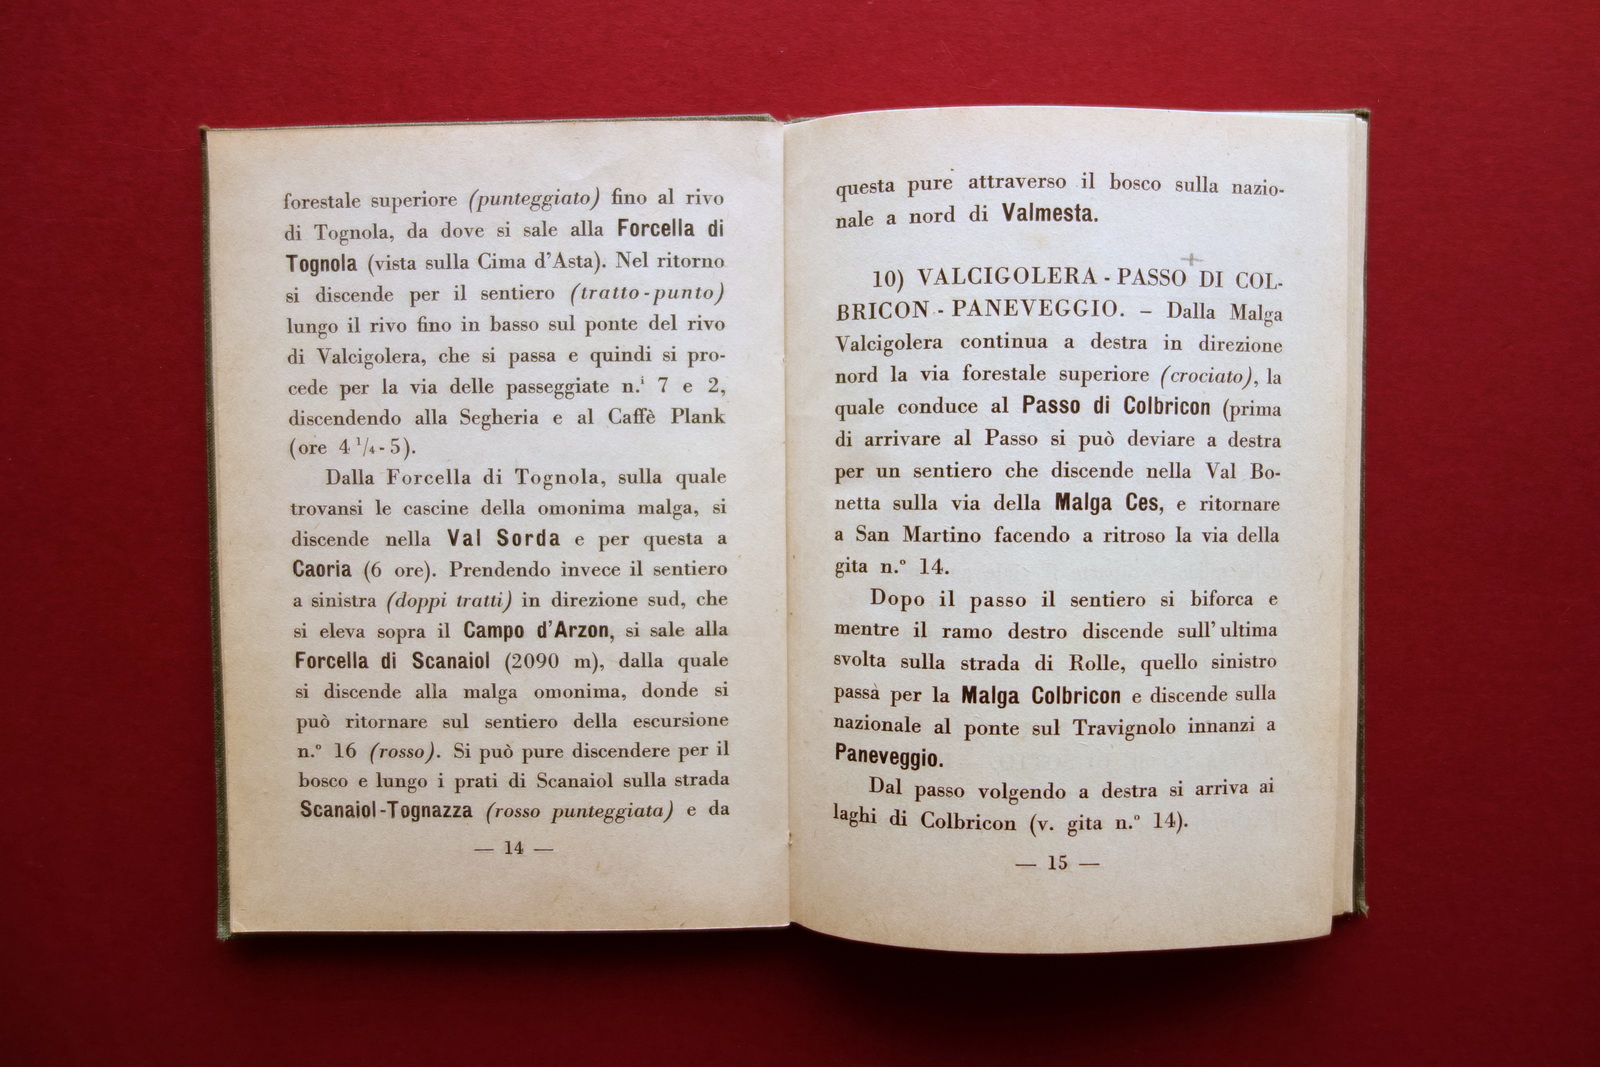 forestale superiore (punteggiato) fino al rivo
di Tognola, da dove si sale alla Forcella di
Tognola (vista sulla Cima d'Asta). Nel ritorno
si discende per il sentiero (tratto-punto)
lungo il rivo fino in basso sul ponte del rivo
di Valcigolera, che si passa e quindi si pro-
cede per la via delle passeggiate n.i 7 e 2,
discendendo alla Segheria e al Caffè Plank
(ore 4 1/4 - 5).
Dalla Forcella di Tognola, sulla quale
trovansi le cascine della omonima malga, si
discende nella Val Sorda e per questa a
Caoria (6 ore). Prendendo invece il sentiero
a sinistra (doppi tratti) in direzione sud, che
si eleva sopra il Campo d'Arzon, si sale alla
Forcella di Scanaiol (2090 m), dalla quale
si discende alla malga omonima, donde si
può ritornare sul sentiero della escursione
n.° 16 (rosso). Si può pure discendere per il
bosco e lungo i prati di Scanaiol sulla strada
Scanaiol-Tognazza (rosso punteggiata) e da
— 14 —
questa pure attraverso il bosco sulla nazio-
nale a nord di Valmesta.
10) VALCIGOLERA - PASSO DI COL-
BRICON - PANEVEGGIO. – Dalla Malga
Valcigolera continua a destra in direzione
nord la via forestale superiore (crociato), la
quale conduce al Passo di Colbricon (prima
di arrivare al Passo si può deviare a destra
per un sentiero che discende nella Val Bo-
netta sulla via della Malga Ces, e ritornare
a San Martino facendo a ritroso la via della
gita n.° 14.
Dopo il passo il sentiero si biforca e
mentre il ramo destro discende sull'ultima
svolta sulla strada di Rolle, quello sinistro
passa per la Malga Colbricon e discende sulla
nazionale al ponte sul Travignolo innanzi a
Paneveggio.
Dal passo volgendo a destra si arriva ai
laghi di Colbricon (v. gita n.° 14).
— 15 —